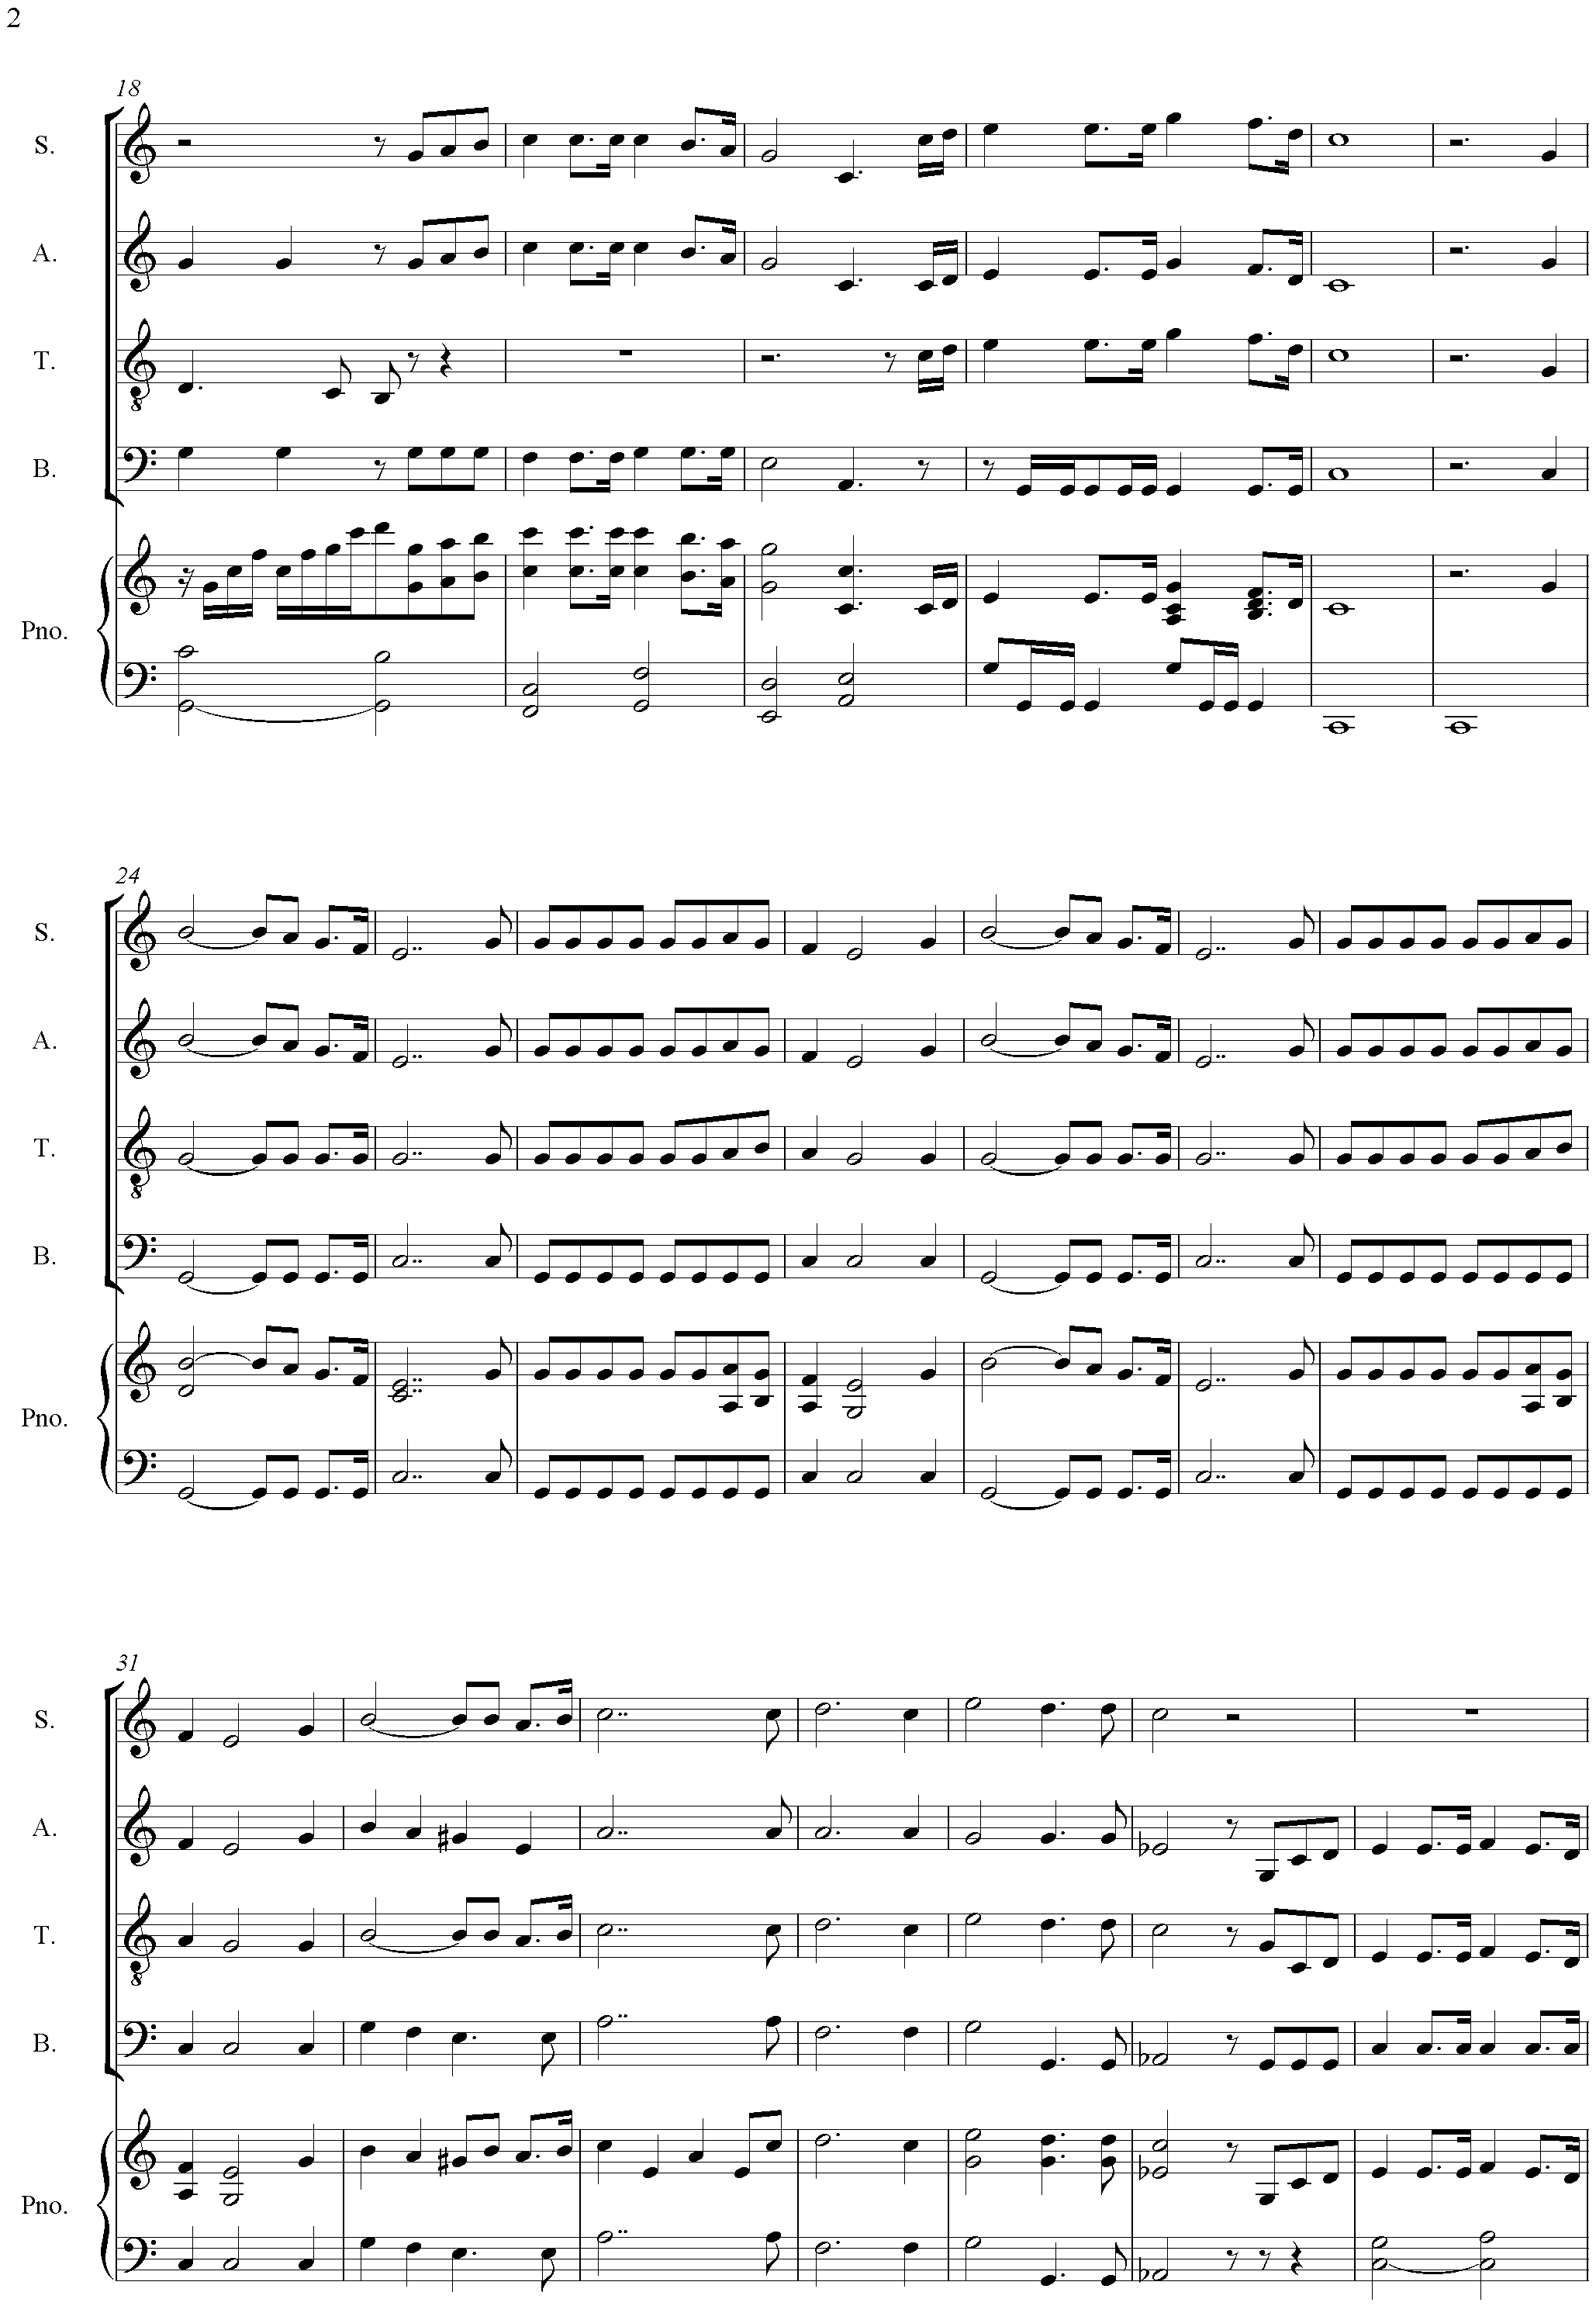 2
18
S.
A.
T.
B.
Pno.
24
S.
A.
T.
B.
Pno.
31
S.
A.
T.
B.
Pno.